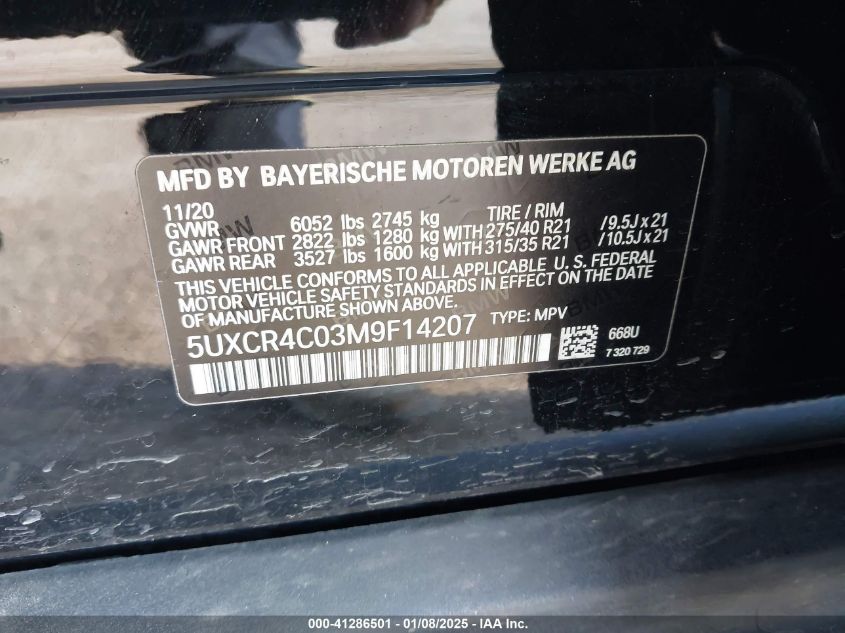 MFD BY BAYERISCHE MOTOREN WERKE AG
11/20 TIRE / RIM
GVWR 6052 lbs 2745 kg
GAWR FRONT 2822 lbs 1280 kg WITH 275/40 R21 /9.5J x 21
GAWR REAR 3527 lbs 1600 kg WITH 315/35 R21 /10.5J x 21
THIS VEHICLE CONFORMS TO ALL APPLICABLE U. S. FEDERAL
MOTOR VEHICLE SAFETY STANDARDS IN EFFECT ON THE DATE
OF MANUFACTURE SHOWN ABOVE.
5UXCR4C03M9F14207 TYPE: MPV
668U
7 320 729
000-41286501 - 01/08/2025 - IAA Inc.